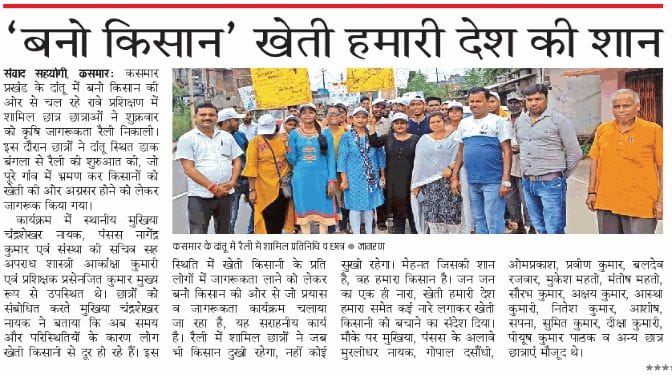 ‘बनो किसान’ खेती हमारी देश की शान
संवाद सहयोगी, कसमार: कसमार
प्रखंड के दांतू में बनो किसान की
ओर से चल रहे रावे प्रशिक्षण में
शामिल छात्र छात्राओं ने शुक्रवार
को कृषि जागरूकता रैली निकाली।
इस दौरान छात्रों ने दांतू स्थित डाक
बंगला से रैली की शुरुआत की, जो
पूरे गांव में भ्रमण कर किसानों को
खेती की ओर अग्रसर होने को लेकर
जागरूक किया गया।
कार्यक्रम में स्थानीय मुखिया
चंद्रशेखर नायक, पंसस नागेंद्र
कुमार एवं संस्था की सचिव सह
अपराध शास्त्री आकांक्षा कुमारी
एवं प्रशिक्षक प्रसेनजित कुमार मुख्य
रूप से उपस्थित थे। छात्रों को
संबोधित करते मुखिया चंद्रशेखर
नायक ने बताया कि अब समय
और परिस्थितियों के कारण लोग
खेती किसानी से दूर हो रहे हैं। इस
कसमार के दांतू में रैली में शामिल प्रतिनिधि व छात्र ● जागरण
स्थिति में खेती किसानी के प्रति
लोगों में जागरूकता लाने को लेकर
बनो किसान की ओर से जो प्रयास
व जागरूकता कार्यक्रम चलाया
जा रहा है, यह सराहनीय कार्य
है। रैली में शामिल छात्रों ने जब
भी किसान दुखी रहेगा, नहीं कोई
सुखी रहेगा। मेहनत जिसकी शान
है, वह हमारा किसान है। जन जन
का एक ही नारा, खेती हमारी देश
हमारा समेत कई नारे लगाकर खेती
किसानी को बचाने का संदेश दिया।
मौके पर मुखिया, पंसस के अलावे
मुरलीधर नायक, गोपाल दसौंधी,
ओमप्रकाश, प्रवीण कुमार, बलदेव
रजवार, मुकेश महतो, मंतोष महतो,
सौरभ कुमार, अक्षय कुमार, आस्था
कुमारी, नितेश कुमार, आशीष,
सपना, सुमित कुमार, दीक्षा कुमारी,
पीयूष कुमार पाठक व अन्य छात्र
छात्राएं मौजूद थे।
****